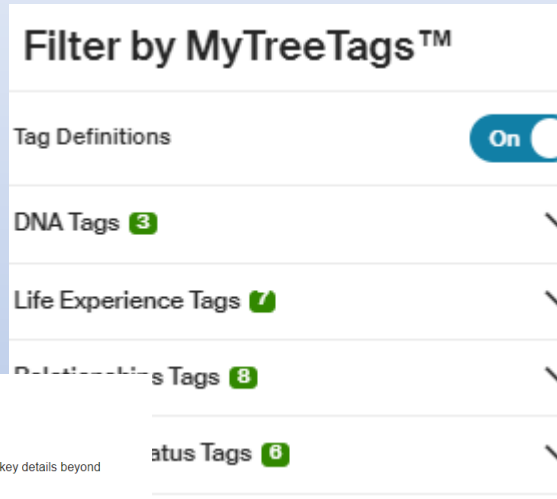 Filter by MyTreeTags™
Tag Definitions
On
DNA Tags 3
Life Experience Tags 7
Tags 8
Tags 6
key details beyond